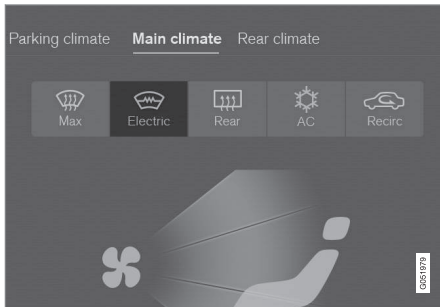 Parking climate Main climate Rear climate
Max Electric Rear AC Recirc
G051979